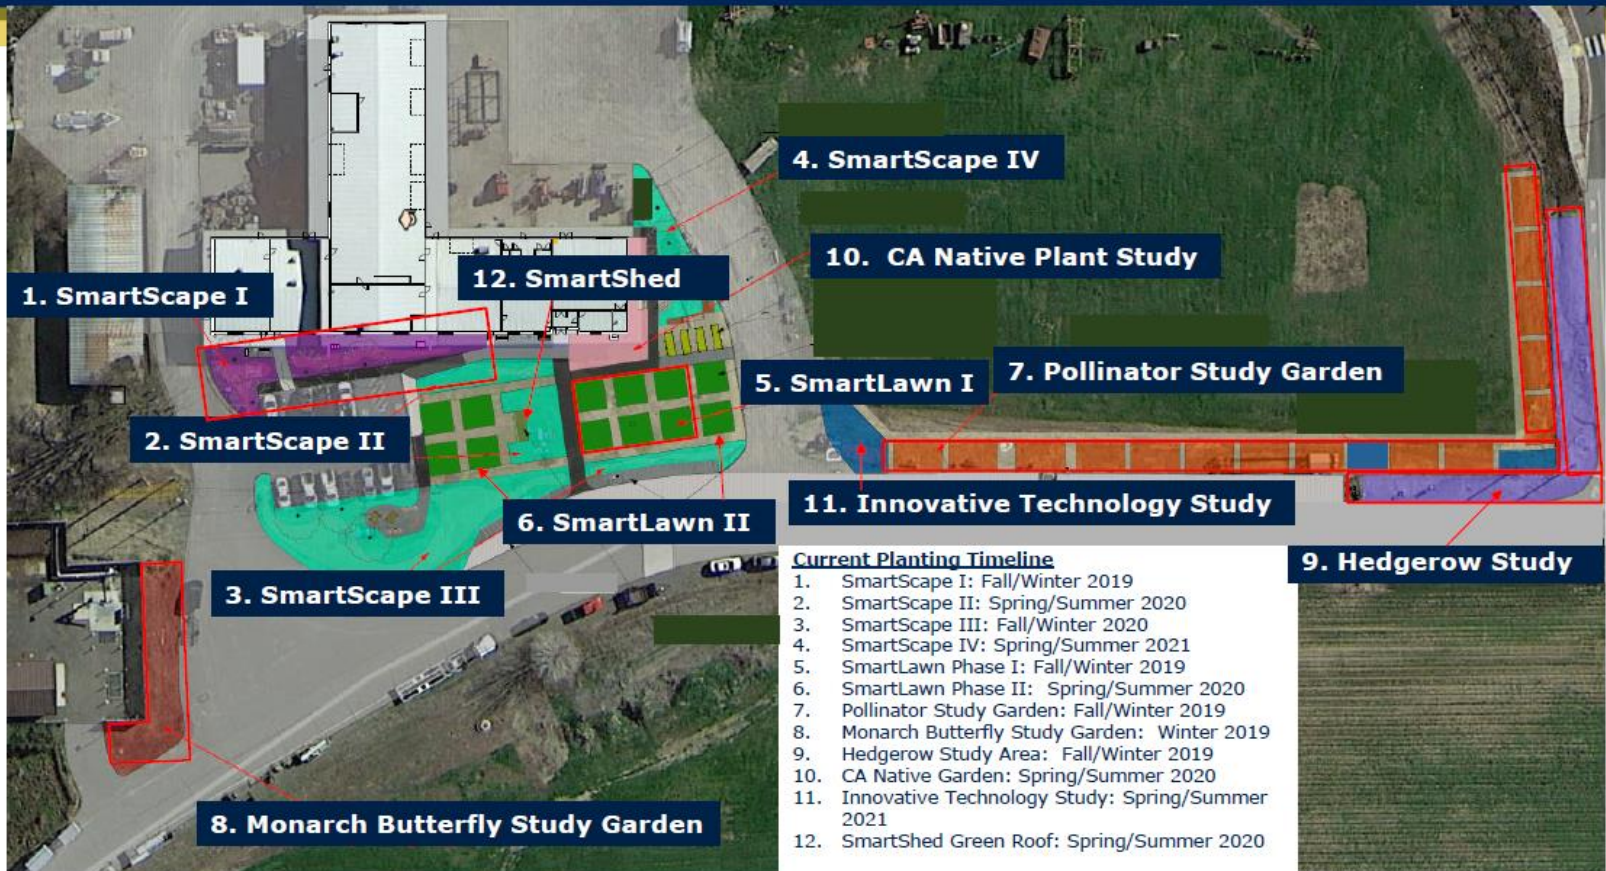 4. SmartScape IV
10. CA Native Plant Study
12. SmartShed
1. SmartScape I
5. SmartLawn I
7. Pollinator Study Garden
2. SmartScape II
11. Innovative Technology Study
6. SmartLawn II
9. Hedgerow Study
3. SmartScape III
8. Monarch Butterfly Study Garden
Current Planting Timeline
1. SmartScape I: Fall/Winter 2019
2. SmartScape II: Spring/Summer 2020
3. SmartScape III: Fall/Winter 2020
4. SmartScape IV: Spring/Summer 2021
5. SmartLawn Phase I: Fall/Winter 2019
6. SmartLawn Phase II: Spring/Summer 2020
7. Pollinator Study Garden: Fall/Winter 2019
8. Monarch Butterfly Study Garden: Winter 2019
9. Hedgerow Study Area: Fall/Winter 2019
10. CA Native Garden: Spring/Summer 2020
11. Innovative Technology Study: Spring/Summer
2021
12. SmartShed Green Roof: Spring/Summer 2020